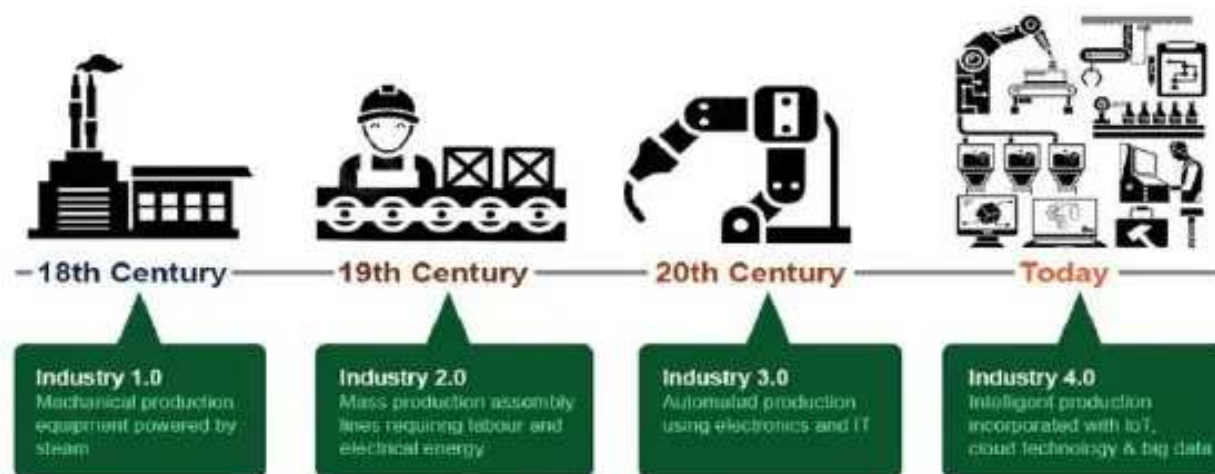 18th Century
19th Century
20th Century
Today
Industry 1.0
Mechanical production
equipment powered by
steam
Industry 2.0
Mass production assembly
lines requiring labour and
electrical energy
Industry 3.0
Automated production
using electronics and IT
Industry 4.0
Intelligent production
incorporated with IoT,
cloud technology & big data